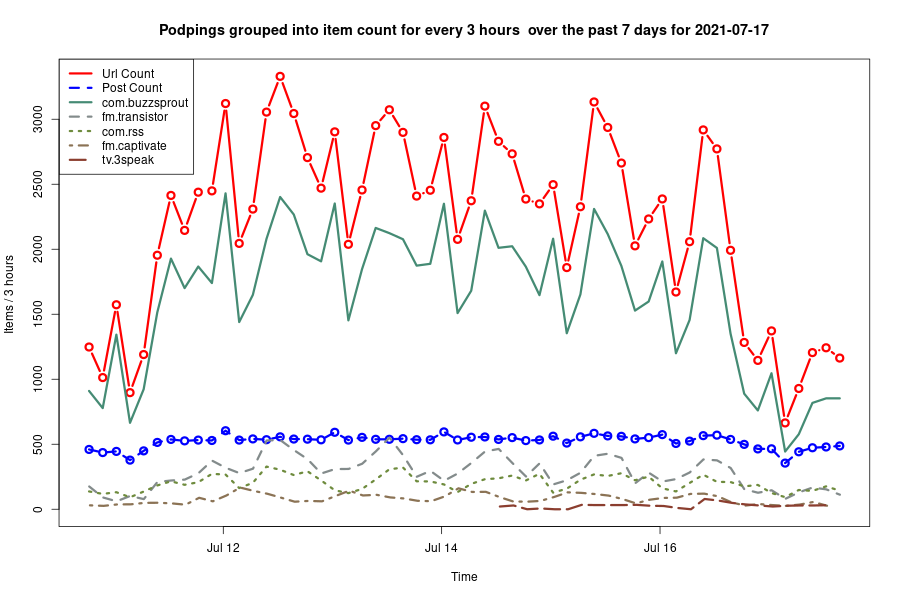 Podpings grouped into item count for every 3 hours  over the past 7 days for 2021-07-17
Url Count
Post Count
com.buzzsprout
fm.transistor
com.rss
fm.captivate
tv.3speak
Items / 3 hours
3000
2500
2000
1500
1000
500
0
Jul 12
Jul 14
Jul 16
Time